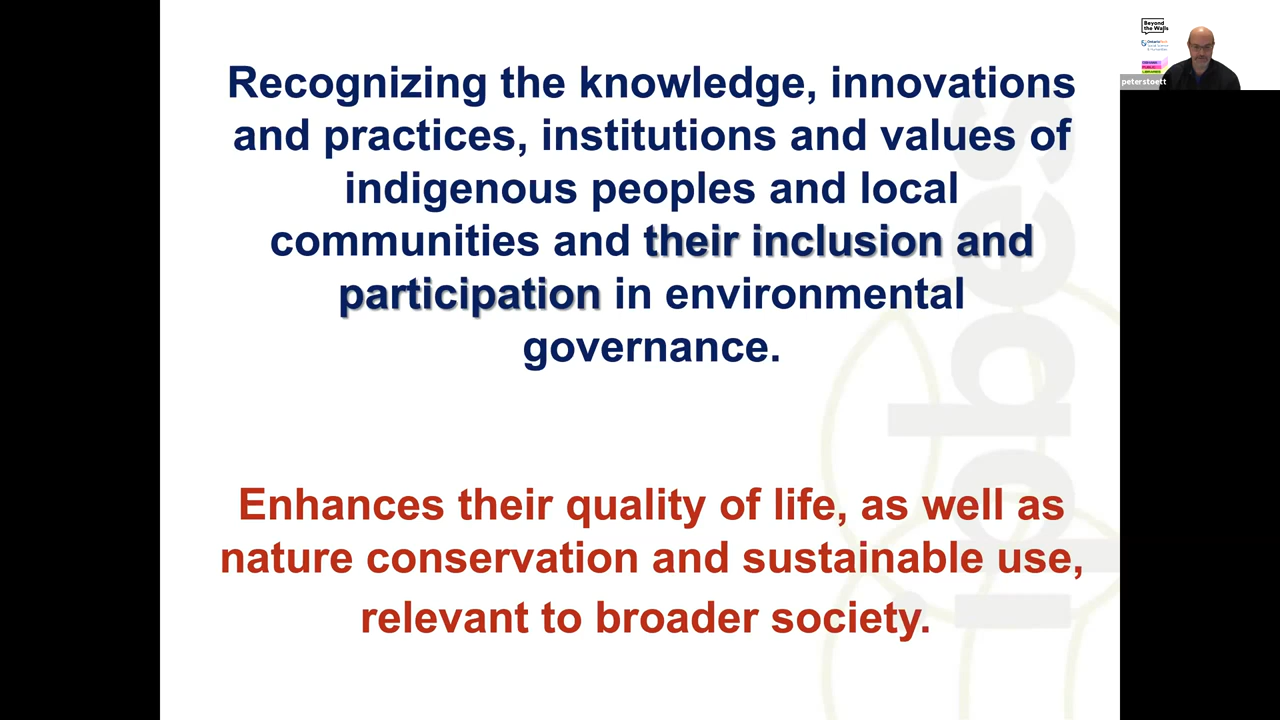 Recognizing the knowledge, innovations
and practices, institutions and values of
indigenous peoples and local
communities and their inclusion and
participation in environmental
governance.
Enhances their quality of life, as well as
nature conservation and sustainable use,
relevant to broader society.
ipbes
Beyond
the Walls
peterstoett